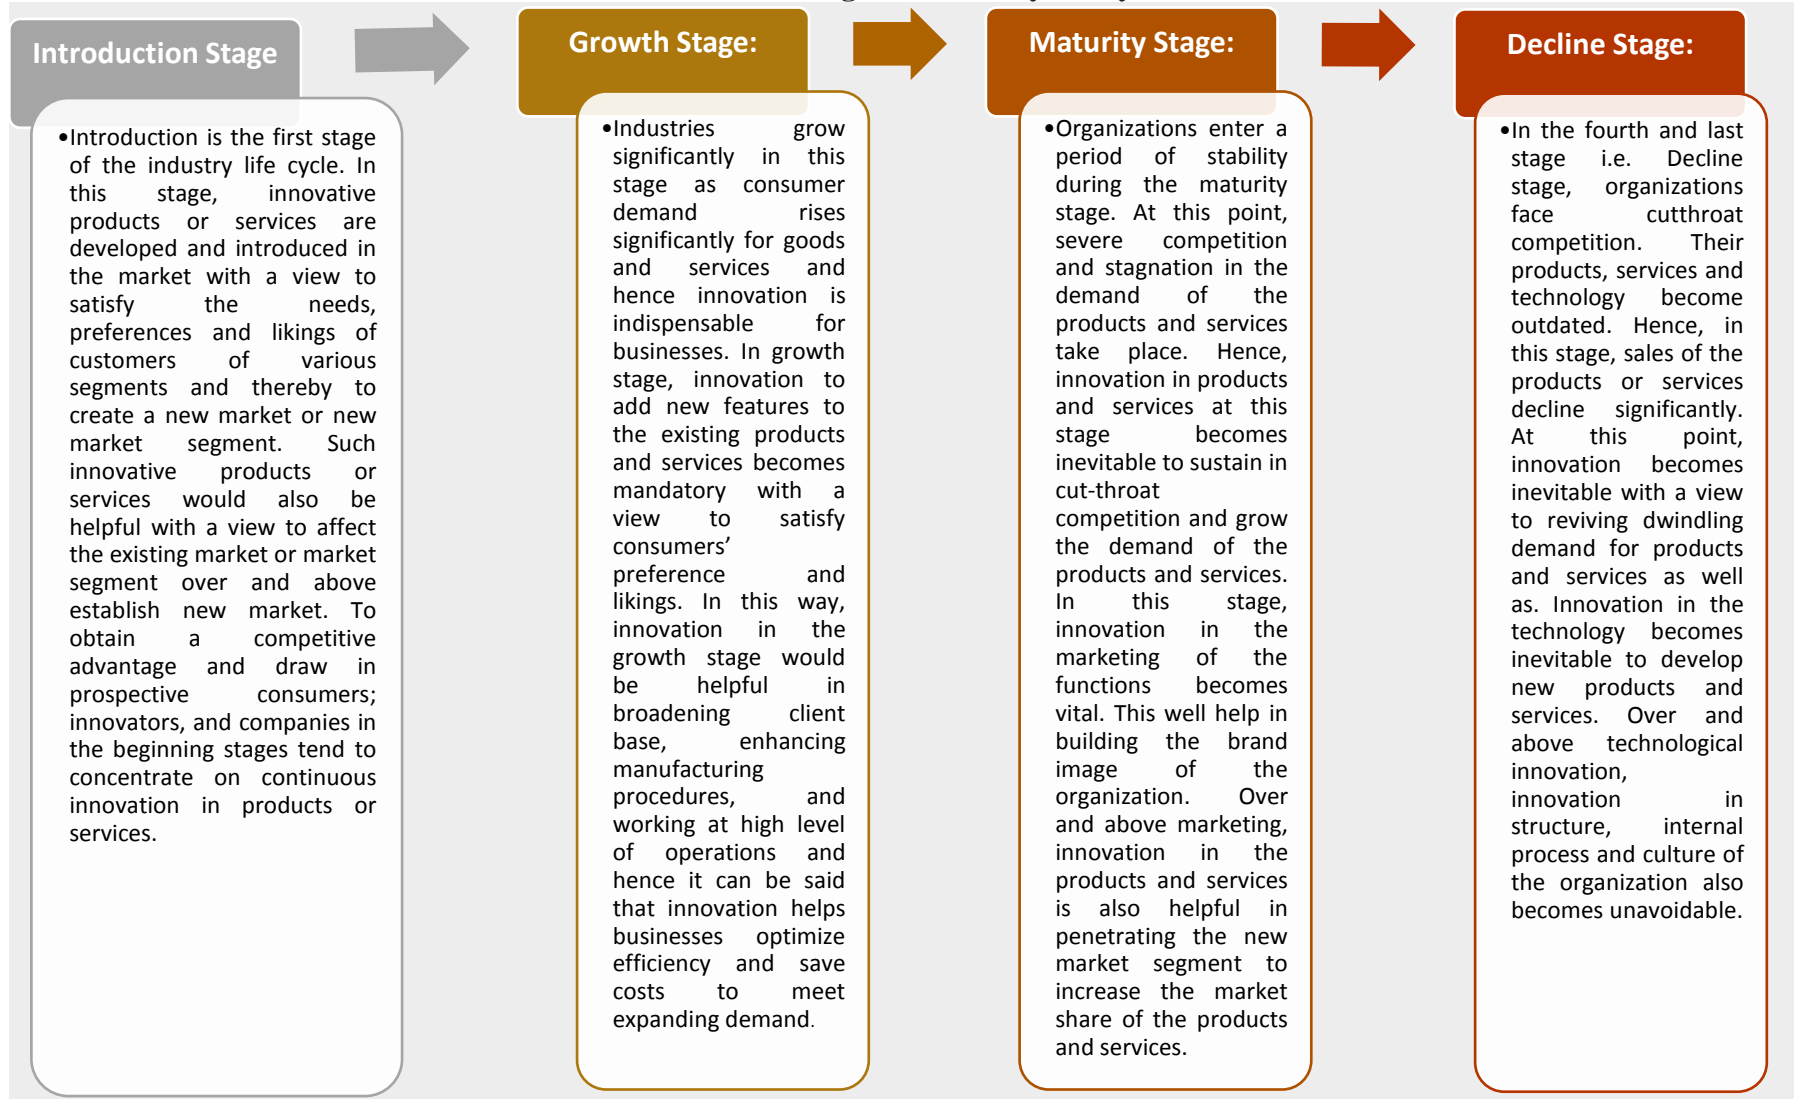 Introduction Stage
•Introduction is the first stage
of the industry life cycle. In
this stage, innovative
products or services are
developed and introduced in
the market with a view to
satisfy the needs,
preferences and likings of
customers of various
segments and thereby to
create a new market or new
market segment. Such
innovative products or
services would also be
helpful with a view to affect
the existing market or market
segment over and above
establish new market. To
obtain a competitive
advantage and draw in
prospective consumers;
innovators, and companies in
the beginning stages tend to
concentrate on continuous
innovation in products or
services.
Growth Stage:
•Industries grow
significantly in this
stage as consumer
demand rises
significantly for goods
and services and
hence innovation is
indispensable for
businesses. In growth
stage, innovation to
add new features to
the existing products
and services becomes
mandatory with a
view to satisfy
consumers’
preference and
likings. In this way,
innovation in the
growth stage would
be helpful in
broadening client
base, enhancing
manufacturing
procedures, and
working at high level
of operations and
hence it can be said
that innovation helps
businesses optimize
efficiency and save
costs to meet
expanding demand.
Maturity Stage:
•Organizations enter a
period of stability
during the maturity
stage. At this point,
severe competition
and stagnation in the
demand of the
products and services
take place. Hence,
innovation in products
and services at this
stage becomes
inevitable to sustain in
cut-throat
competition and grow
the demand of the
products and services.
In this stage,
innovation in the
marketing of the
functions becomes
vital. This well help in
building the brand
image of the
organization. Over
and above marketing,
innovation in the
products and services
is also helpful in
penetrating the new
market segment to
increase the market
share of the products
and services.
Decline Stage:
•In the fourth and last
stage i.e. Decline
stage, organizations
face cutthroat
competition. Their
products, services and
technology become
outdated. Hence, in
this stage, sales of the
products or services
decline significantly.
At this point,
innovation becomes
inevitable with a view
to reviving dwindling
demand for products
and services as well
as. Innovation in the
technology becomes
inevitable to develop
new products and
services. Over and
above technological
innovation,
innovation in
structure, internal
process and culture of
the organization also
becomes unavoidable.